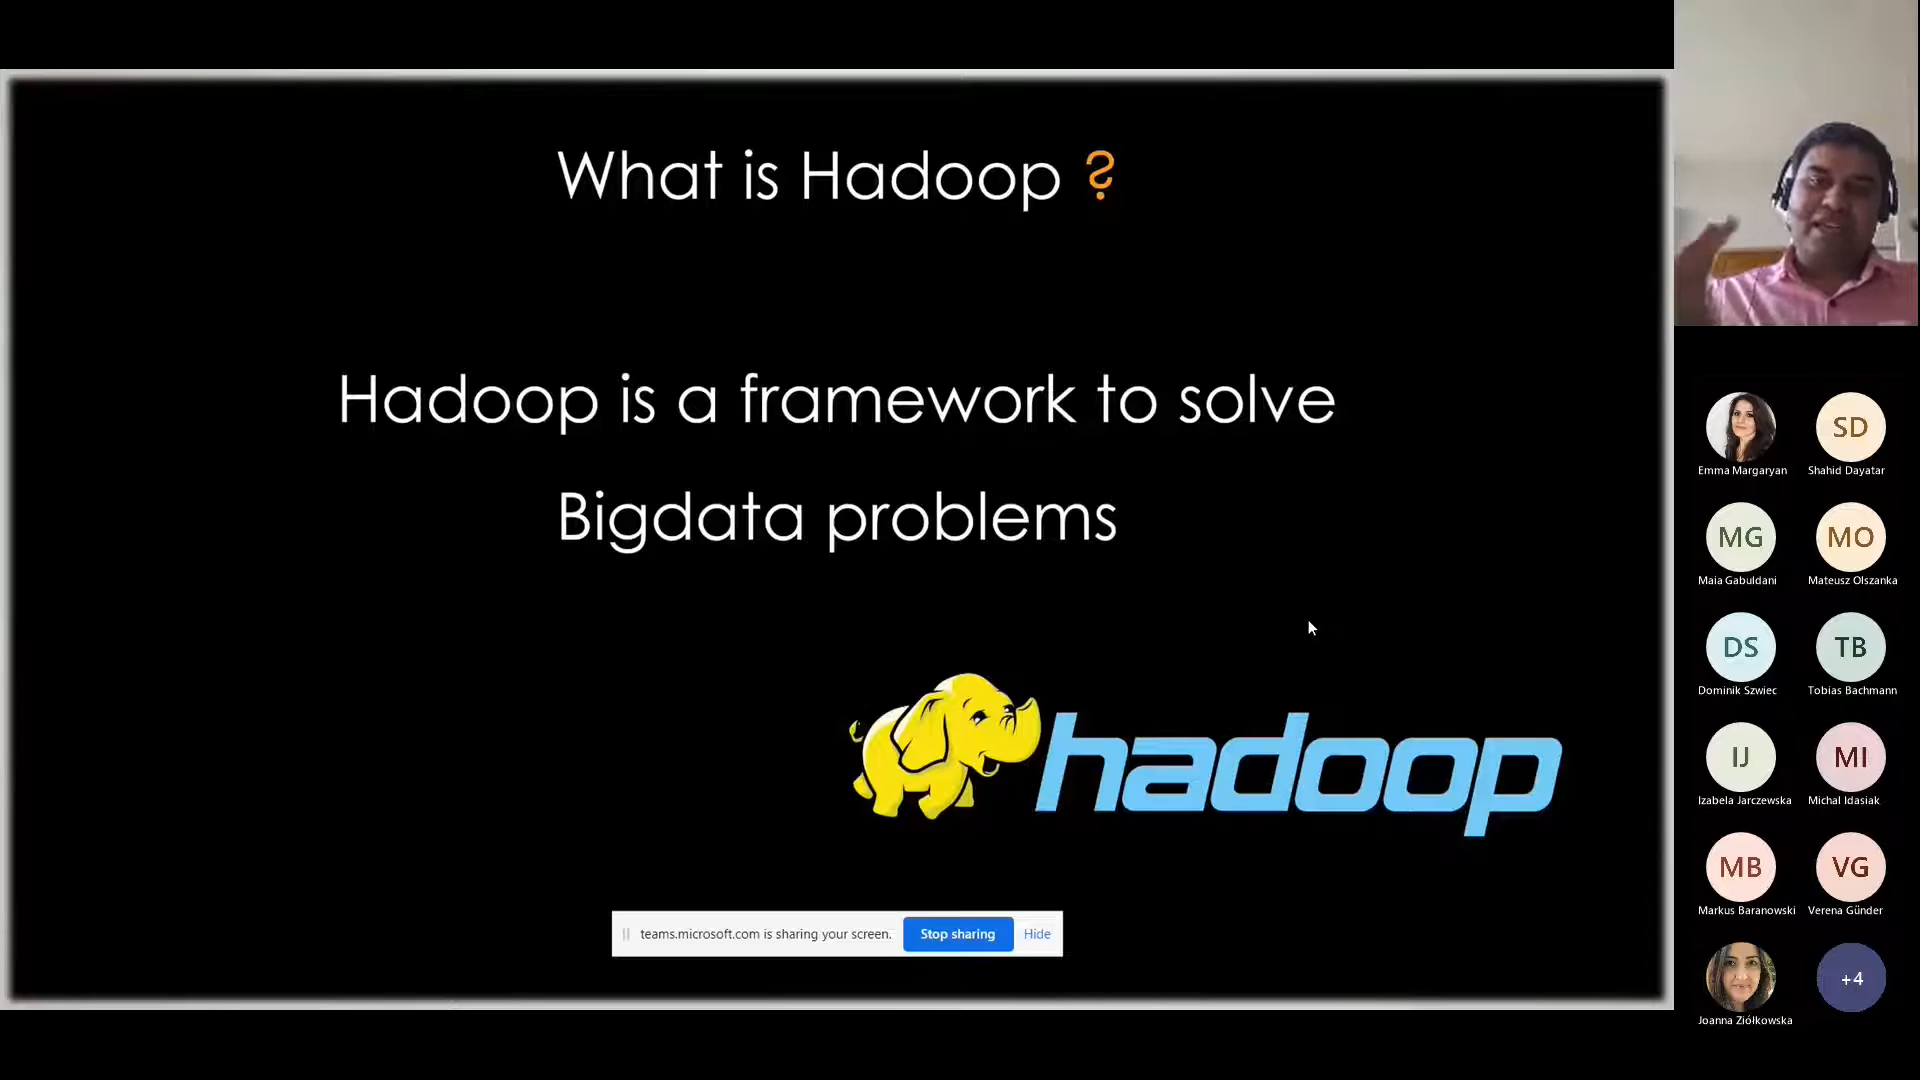 What is Hadoop ?
Hadoop is a framework to solve
Bigdata problems
hadoop
teams.microsoft.com is sharing your screen.
Stop sharing
Hide
SD
Emma Margaryan
Shahid Dayatar
MG
MO
Maia Gabuldani
Mateusz Olszanka
DS
TB
Dominik Szwiec
Tobias Bachmann
IJ
MI
Izabela Jarczewska
Michal Idasiak
MB
VG
Markus Baranowski
Verena Günder
+4
Joanna Ziółkowska